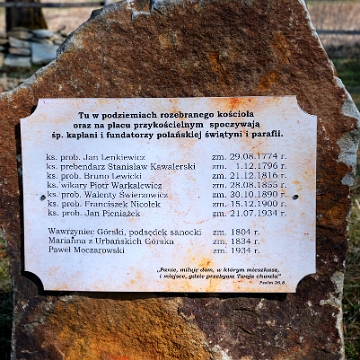 Tu w podziemiach rozebranego kościoła
oraz na placu przykościelnym spoczywają
śp. kapłani i fundatorzy polańskiej świątyni i parafii.
ks. prob. Jan Lenkiewicz zm. 29.08.1774 r.
ks. prebendarz Stanisław Kawalerski zm. 1.12.1796 r.
ks. prob. Bruno Lewicki zm. 21.12.1816 r.
ks. wikary Piotr Warkalewicz zm. 28.08.1855 r.
ks. prob. Walenty Świerzowicz zm. 30.10.1890 r.
ks. prob. Franciszek Nicołek zm. 15.12.1900 r.
ks. prob. Jan Pieniążek zm. 21.07.1934 r.
Wawrzyniec Górski, podsędek sanocki zm. 1804 r.
Marianna z Urbańskich Górska zm. 1834 r.
Paweł Moczarowski zm. 1934 r.
„Panie, miłuję dom, w którym mieszkasz,
i miejsce, gdzie przebywa Twoja chwała"
Psalm 26, 8